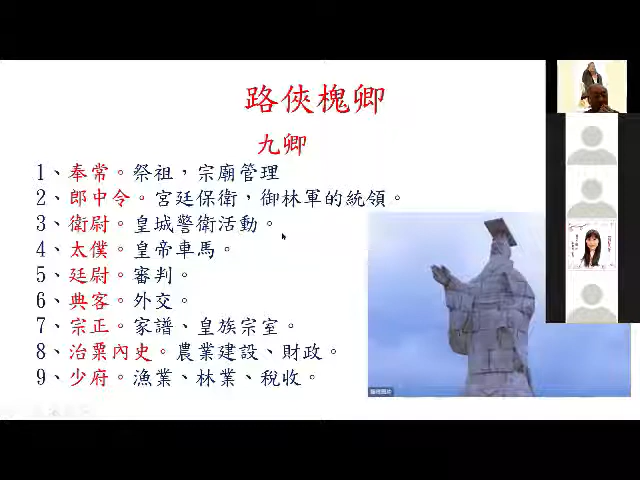 路俠槐卿
九卿
1、奉常。祭祖，宗廟管理
2、郎中令。宮廷保衛，御林軍的統領。
3、衛尉。皇城警衛活動。
4、太僕。皇帝車馬。
5、廷尉。審判。
6、典客。外交。
7、宗正。家譜、皇族宗室。
8、治粟內史。農業建設、財政。
9、少府。漁業、林業、稅收。